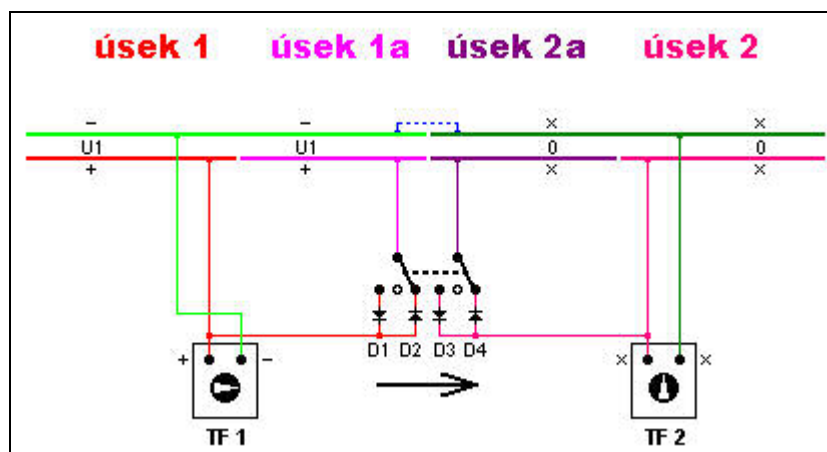 úsek 1 úsek 1a úsek 2a úsek 2
− − × ×
U1 U1 0 0
+ + × ×
D1 D2 D3 D4
+ − × ×
TF 1 TF 2